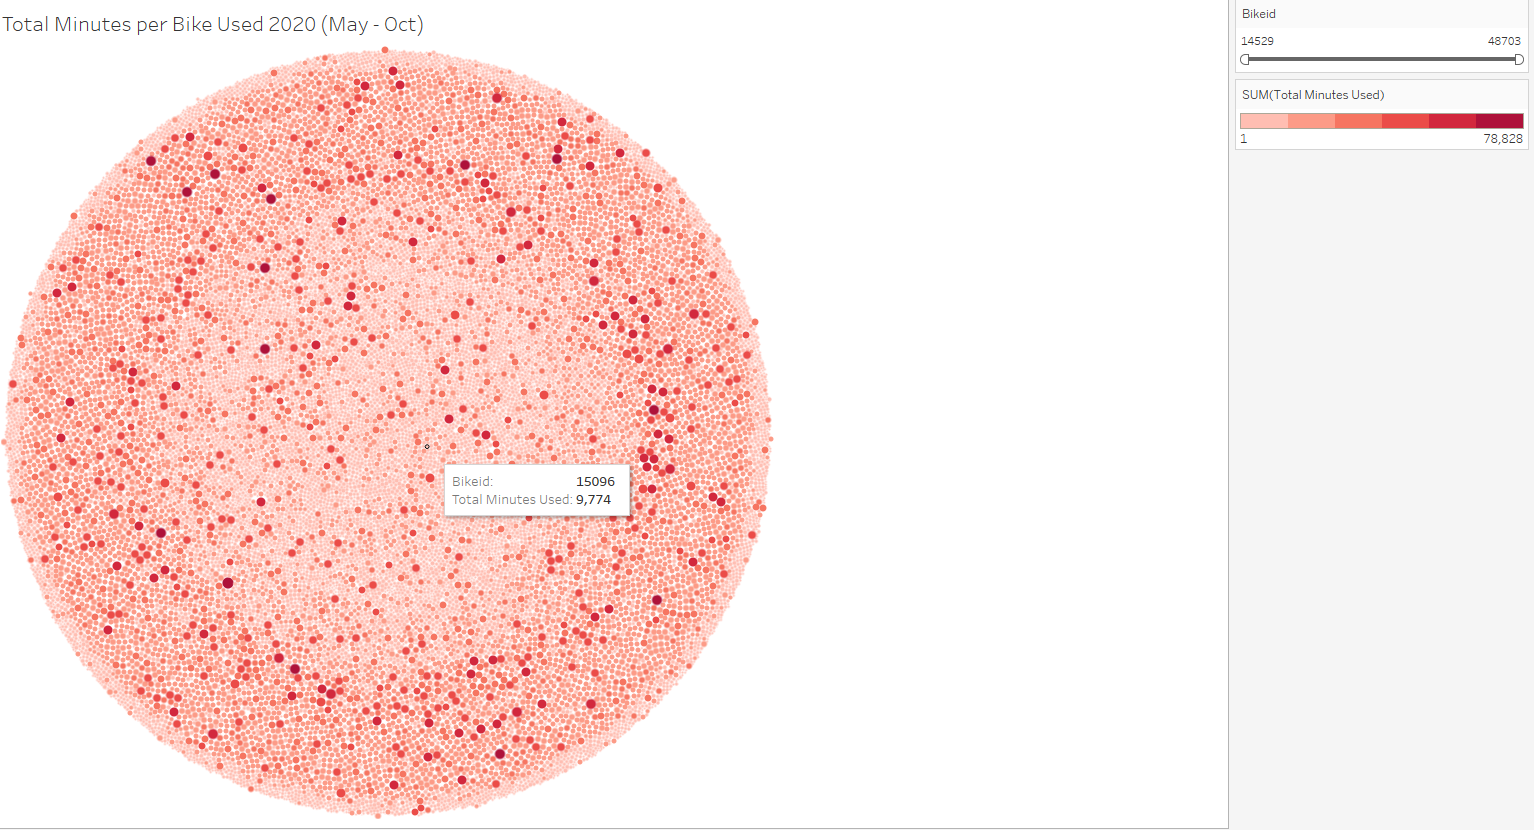 Total Minutes per Bike Used 2020 (May - Oct)
Bikeid
14529 48703
SUM(Total Minutes Used)
1 78,828
Bikeid: 15096
Total Minutes Used: 9,774